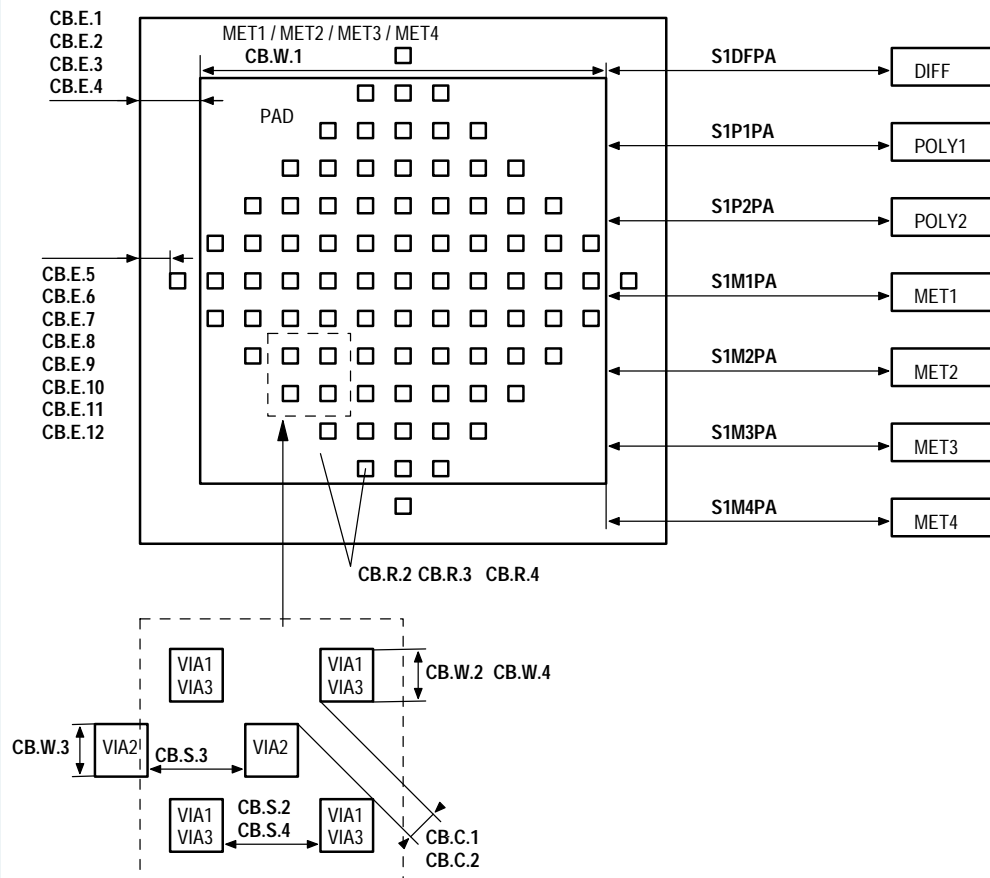 CB.E.1
CB.E.2
CB.E.3
CB.E.4
MET1 / MET2 / MET3 / MET4
CB.W.1
PAD
S1DFPA
DIFF
S1P1PA
POLY1
S1P2PA
POLY2
S1M1PA
MET1
S1M2PA
MET2
S1M3PA
MET3
S1M4PA
MET4
CB.E.5
CB.E.6
CB.E.7
CB.E.8
CB.E.9
CB.E.10
CB.E.11
CB.E.12
CB.R.2 CB.R.3 CB.R.4
VIA1
VIA3
VIA1
VIA3
CB.W.2 CB.W.4
CB.W.3
VIA2
CB.S.3
VIA2
VIA1
VIA3
CB.S.2
CB.S.4
VIA1
VIA3
CB.C.1
CB.C.2